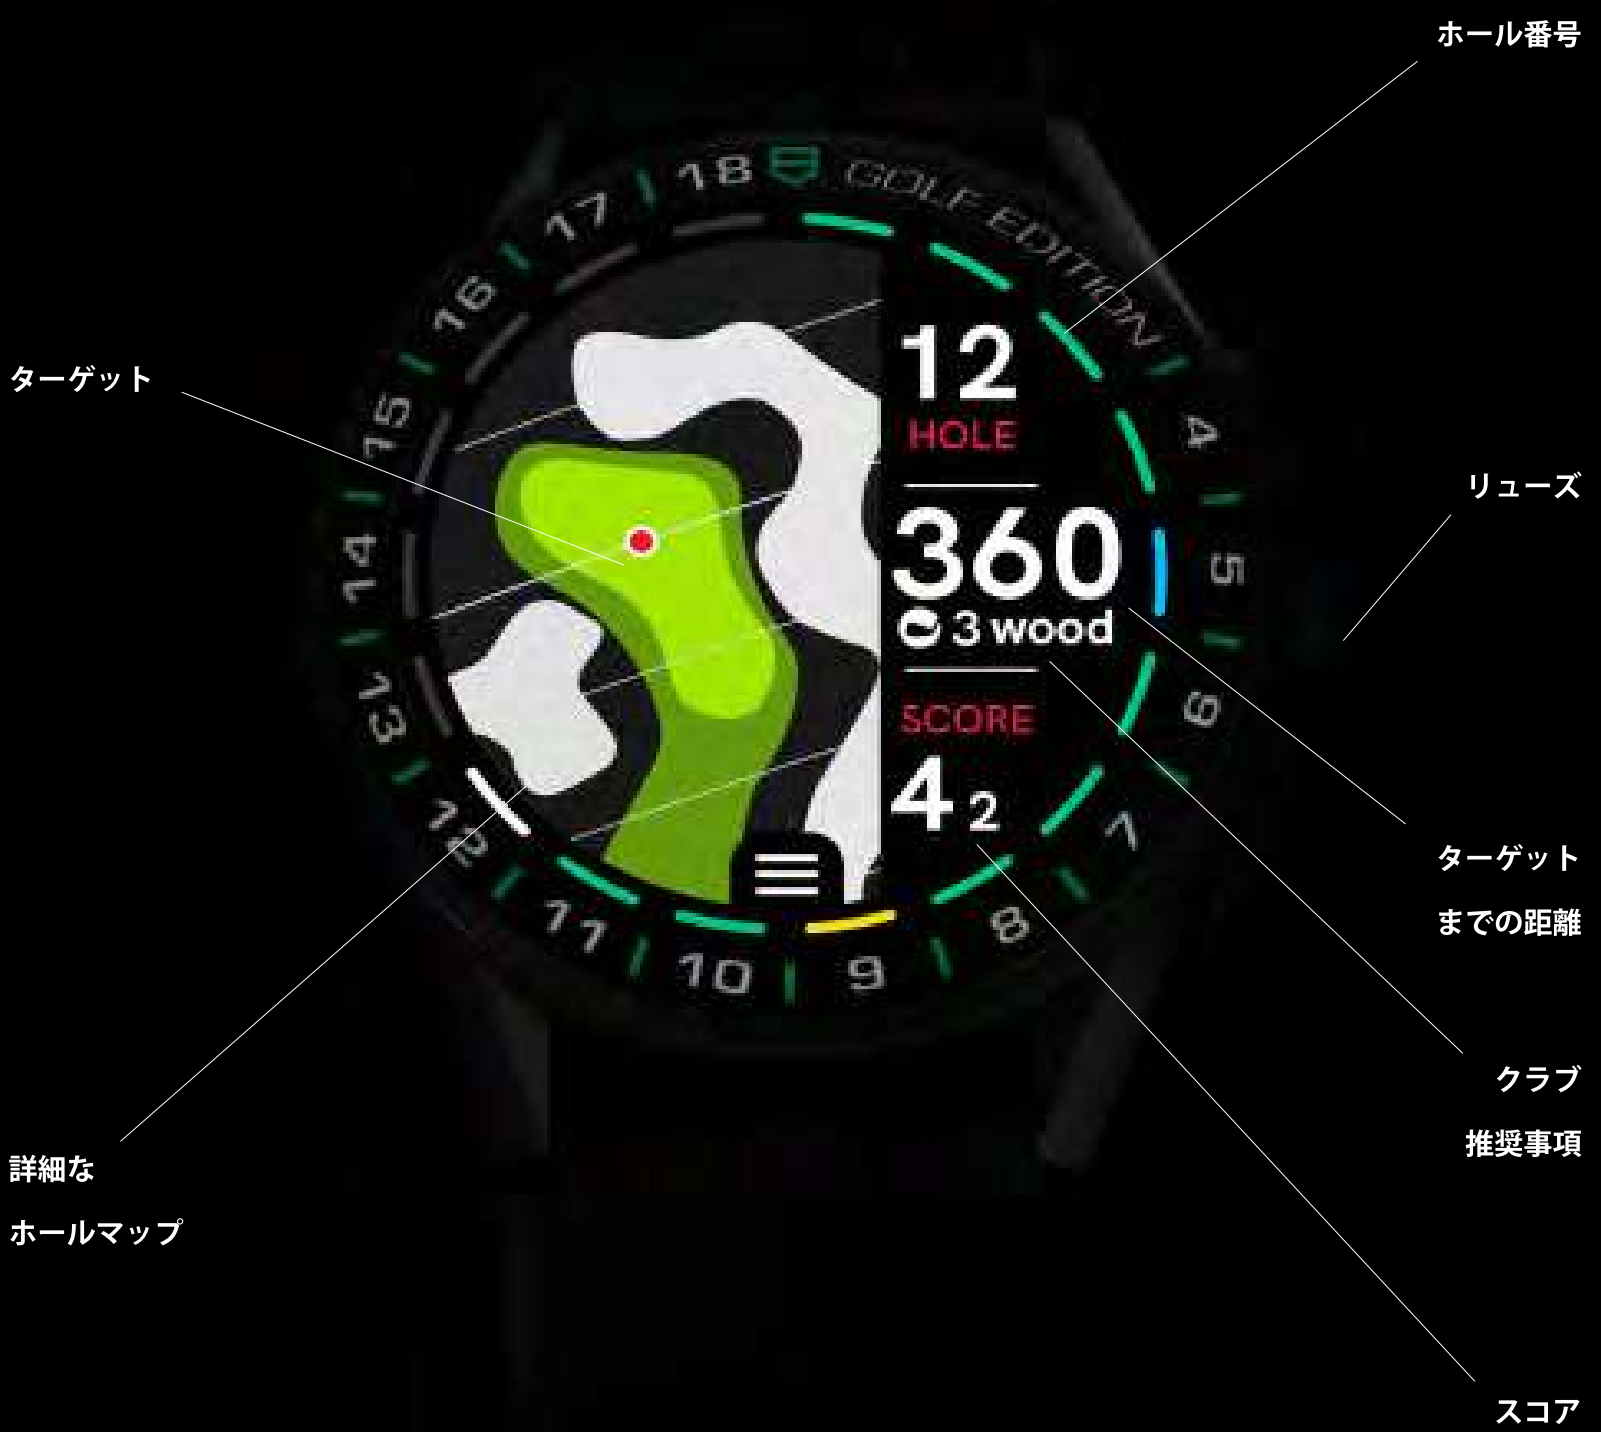 ホール番号
ターゲット
リューズ
ターゲット
までの距離
クラブ
推奨事項
詳細な
ホールマップ
スコア
GOLF EDITION
4
5
6
7
8
9
10
11
12
13
14
15
16
17
18
12
HOLE
360
3 wood
SCORE
4 2